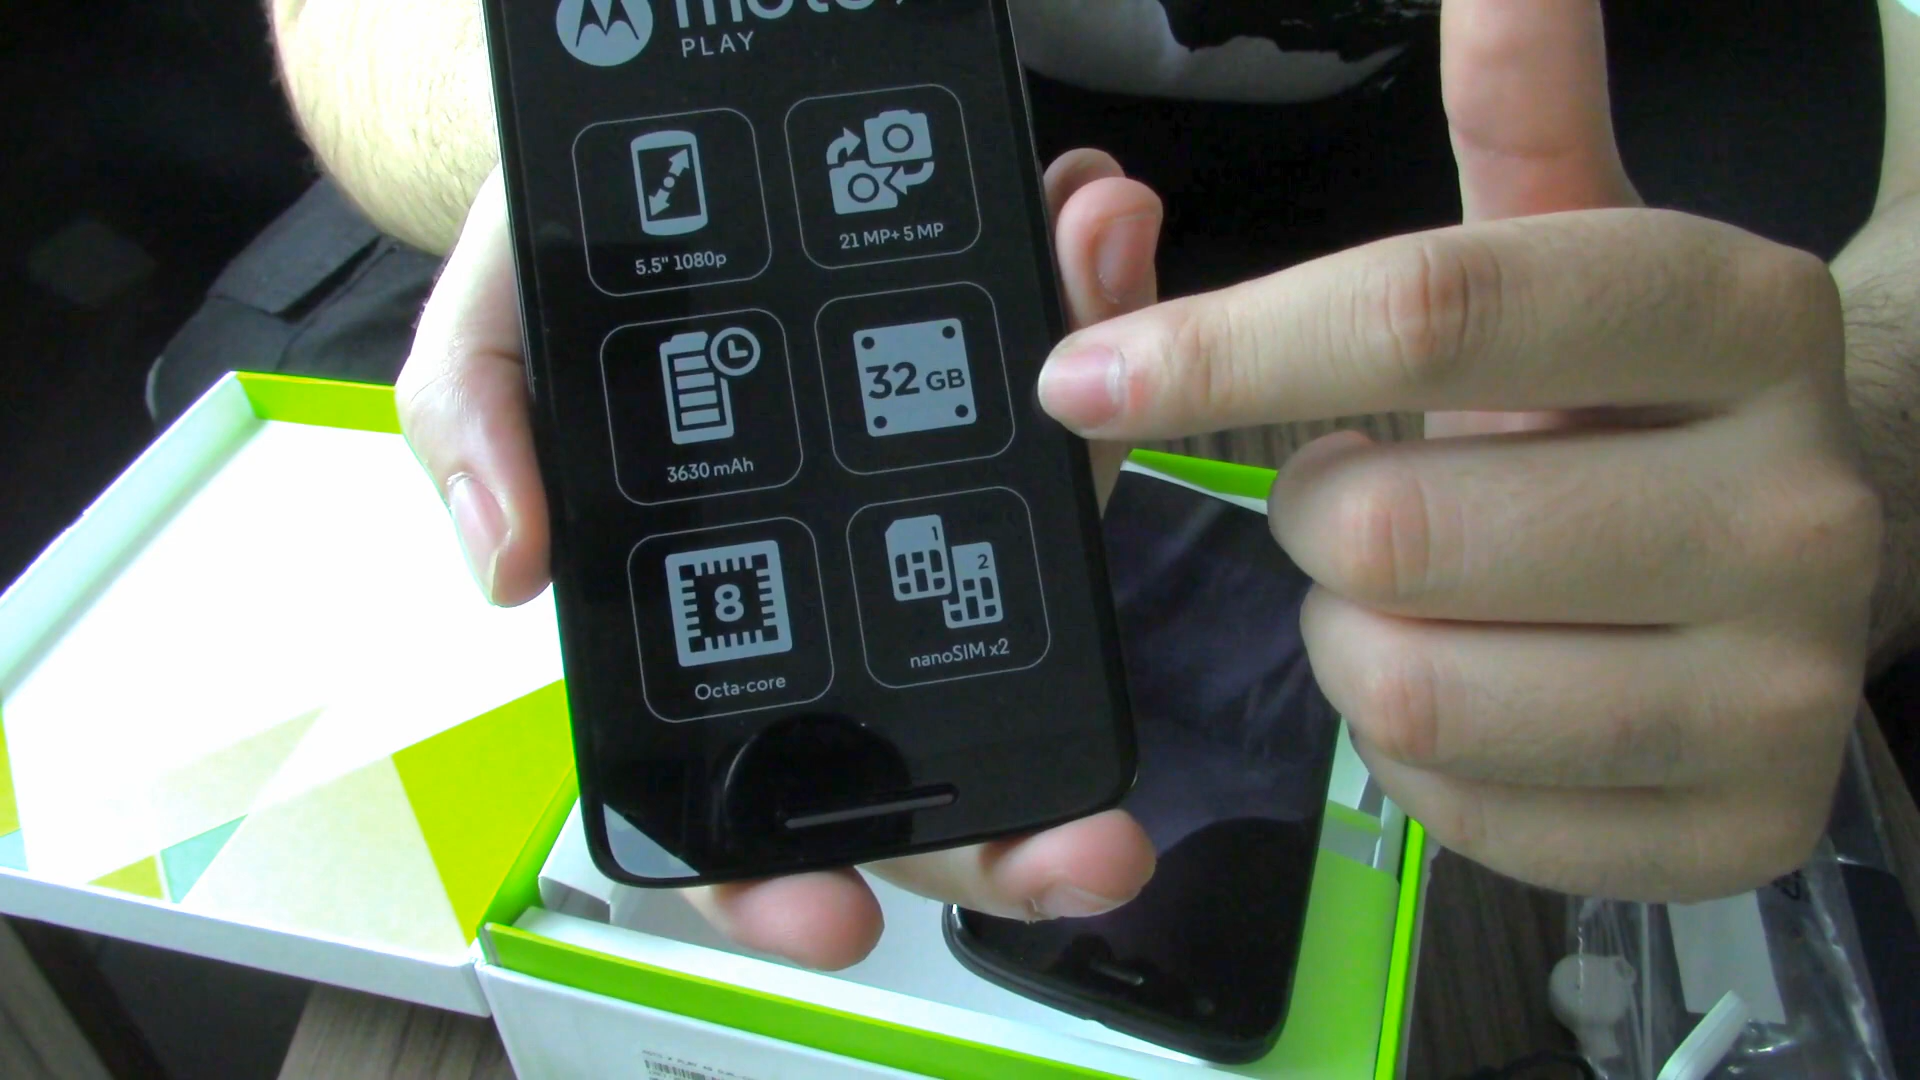 moto
PLAY
5.5" 1080p
21 MP+5 MP
3630 mAh
32 GB
8
Octa-core
1
2
nanoSIM x2